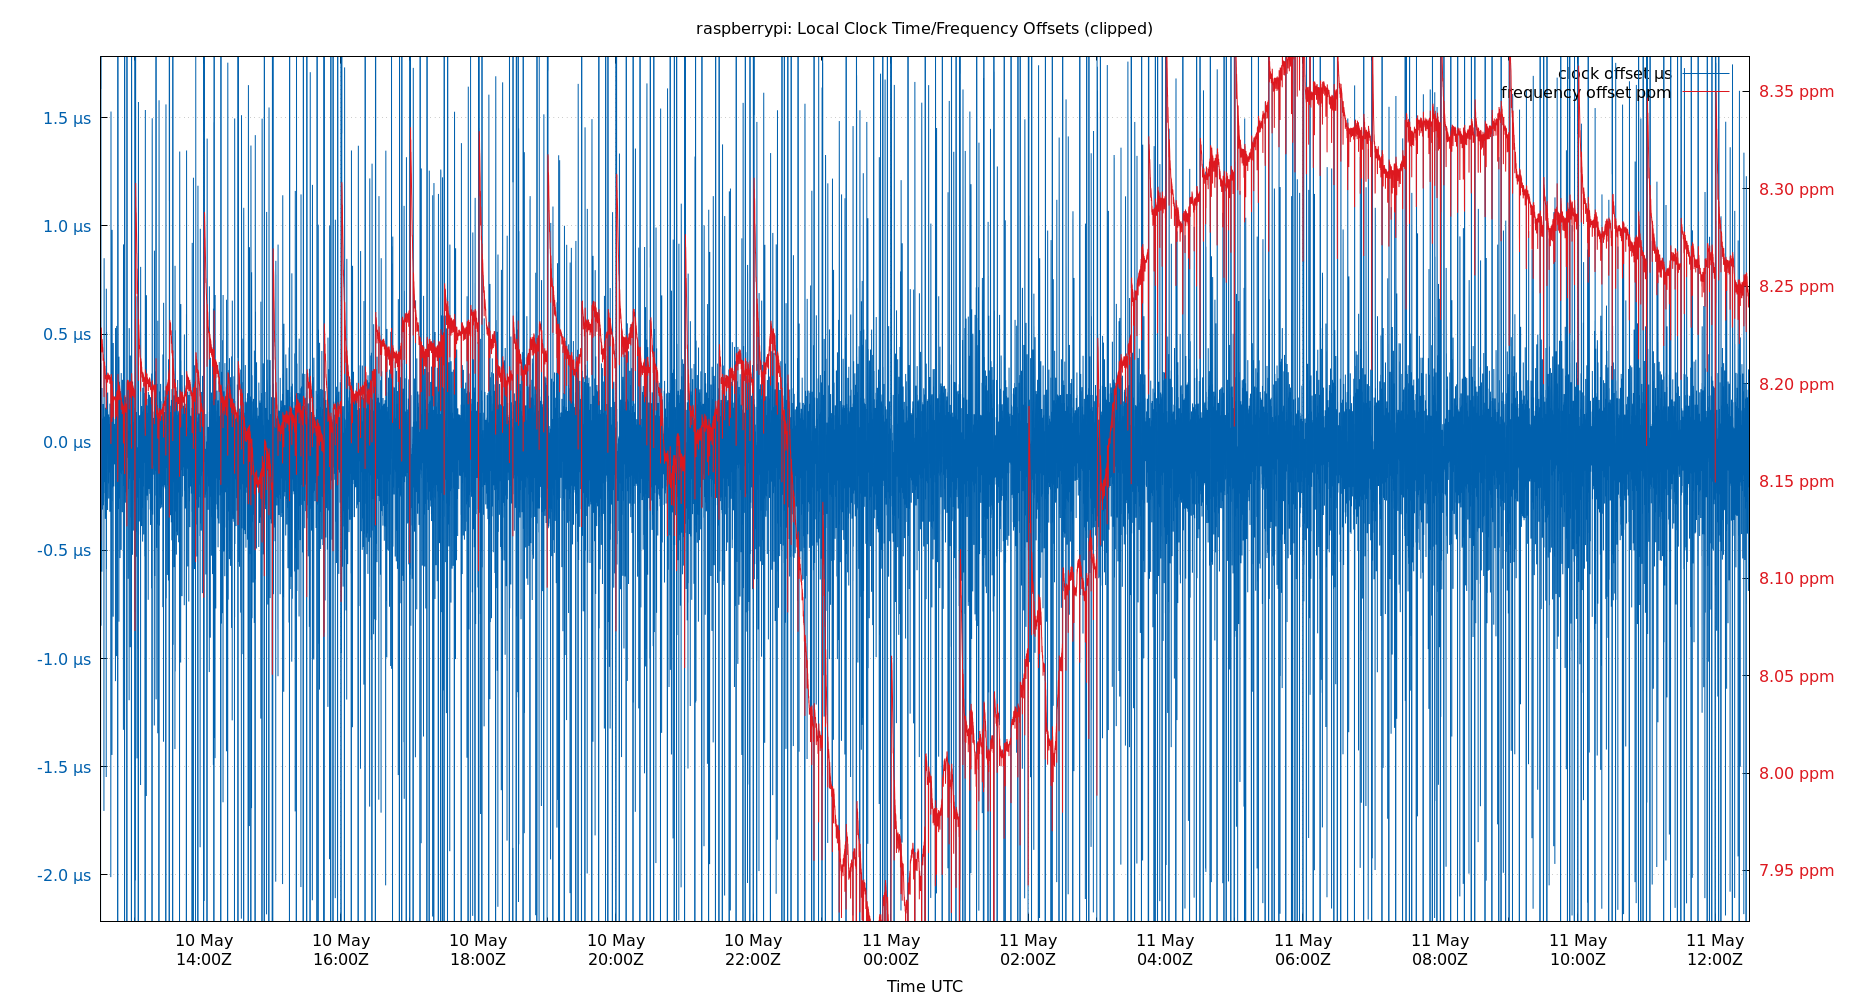 raspberrypi: Local Clock Time/Frequency Offsets (clipped)
clock offset µs
frequency offset ppm
1.5 µs
1.0 µs
0.5 µs
0.0 µs
-0.5 µs
-1.0 µs
-1.5 µs
-2.0 µs
8.35 ppm
8.30 ppm
8.25 ppm
8.20 ppm
8.15 ppm
8.10 ppm
8.05 ppm
8.00 ppm
7.95 ppm
10 May 10 May 10 May 10 May 10 May 11 May 11 May 11 May 11 May 11 May 11 May 11 May
14:00Z 16:00Z 18:00Z 20:00Z 22:00Z 00:00Z 02:00Z 04:00Z 06:00Z 08:00Z 10:00Z 12:00Z
Time UTC